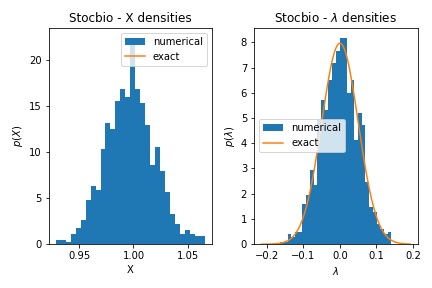 Stocbio - X densities
numerical
exact
p(X)
20
15
10
5
0
0.95
1.00
1.05
X
Stocbio - λ densities
numerical
exact
p(λ)
8
7
6
5
4
3
2
1
0
−0.2
−0.1
0.0
0.1
0.2
λ